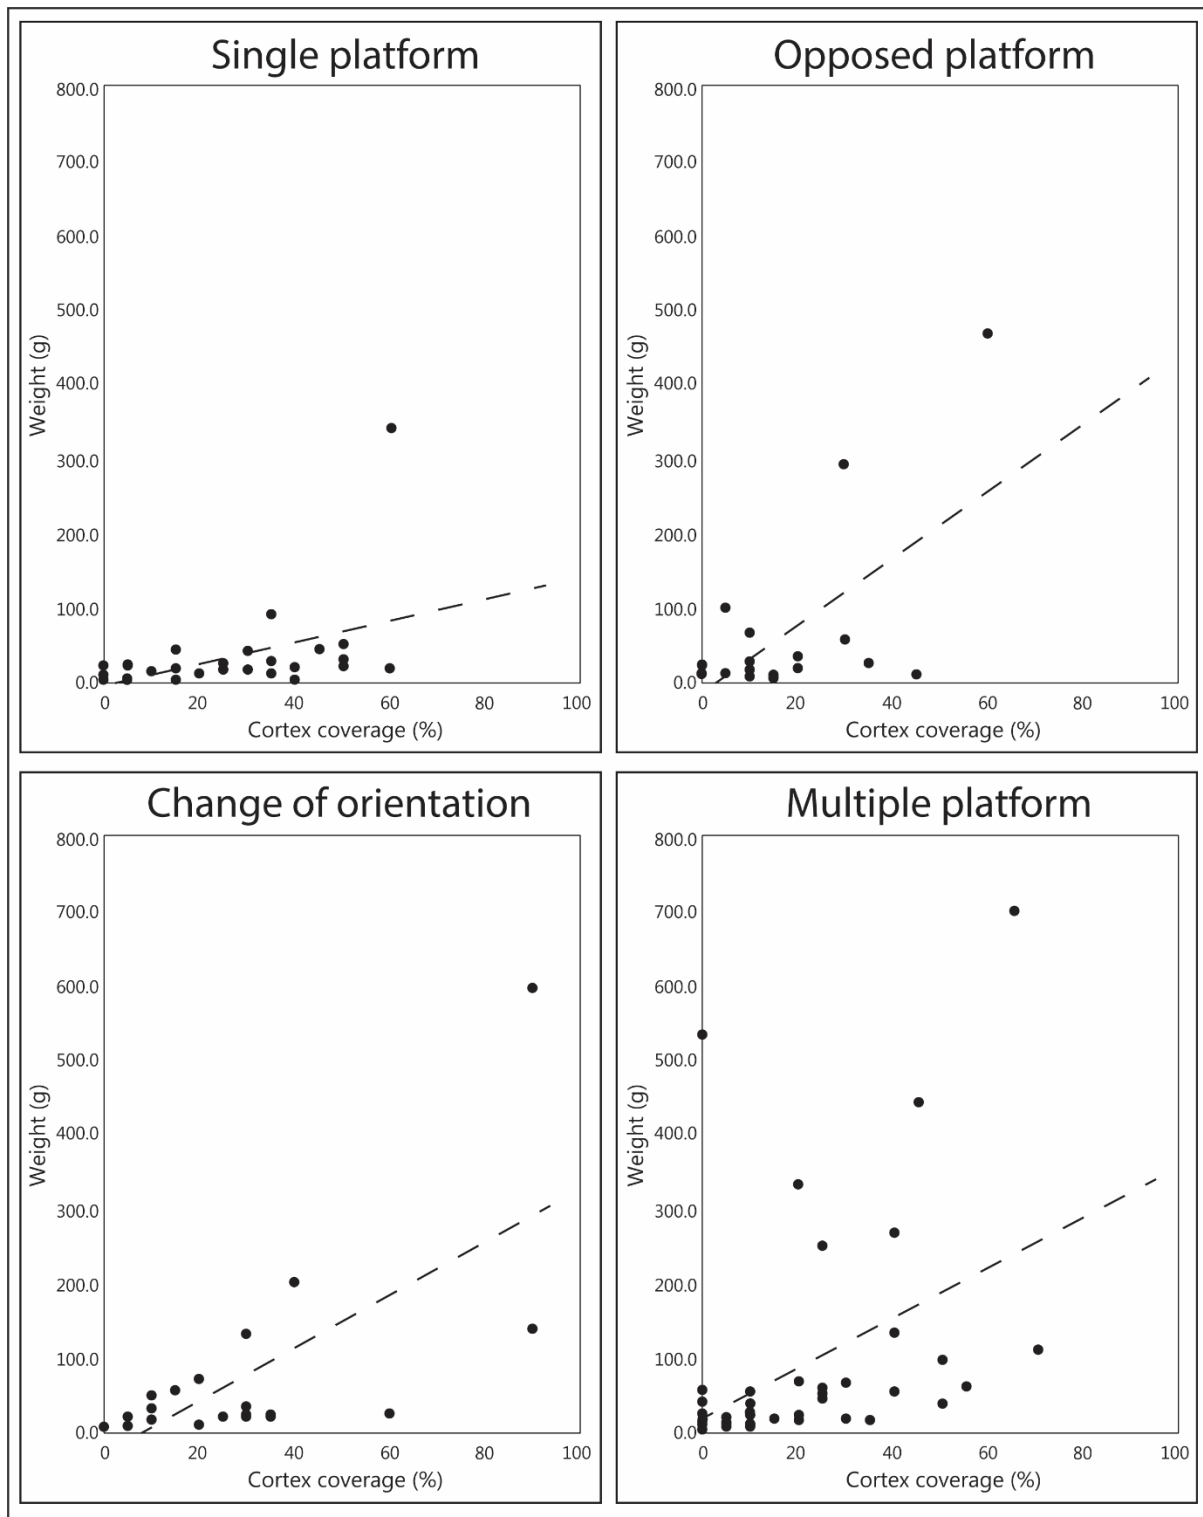 Single platform
800.0
700.0
600.0
500.0
400.0
300.0
200.0
100.0
0.0
Weight (g)
0 20 40 60 80 100
Cortex coverage (%)
Opposed platform
800.0
700.0
600.0
500.0
400.0
300.0
200.0
100.0
0.0
Weight (g)
0 20 40 60 80 100
Cortex coverage (%)
Change of orientation
800.0
700.0
600.0
500.0
400.0
300.0
200.0
100.0
0.0
Weight (g)
0 20 40 60 80 100
Cortex coverage (%)
Multiple platform
800.0
700.0
600.0
500.0
400.0
300.0
200.0
100.0
0.0
Weight (g)
0 20 40 60 80 100
Cortex coverage (%)